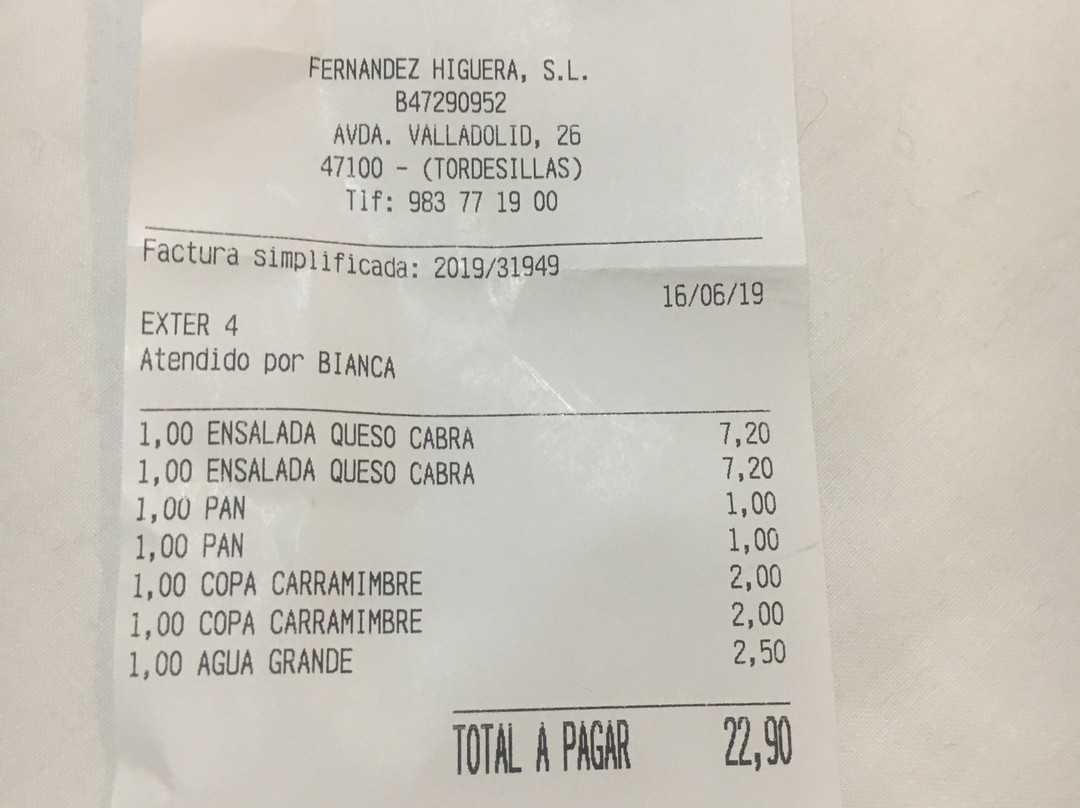 FERNANDEZ HIGUERA, S.L.
B47290952
AVDA. VALLADOLID, 26
47100 - (TORDESILLAS)
Tlf: 983 77 19 00
Factura simplificada: 2019/31949
16/06/19
EXTER 4
Atendido por BIANCA
1,00 ENSALADA QUESO CABRA 7,20
1,00 ENSALADA QUESO CABRA 7,20
1,00 PAN 1,00
1,00 PAN 1,00
1,00 COPA CARRAMIMBRE 2,00
1,00 COPA CARRAMIMBRE 2,00
1,00 AGUA GRANDE 2,50
TOTAL A PAGAR 22,90